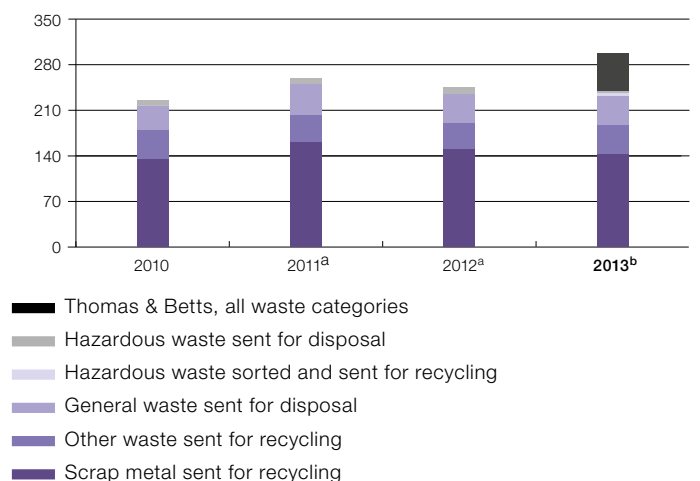 350
280
210
140
70
0
2010 2011a 2012a 2013b
Thomas & Betts, all waste categories
Hazardous waste sent for disposal
Hazardous waste sorted and sent for recycling
General waste sent for disposal
Other waste sent for recycling
Scrap metal sent for recycling